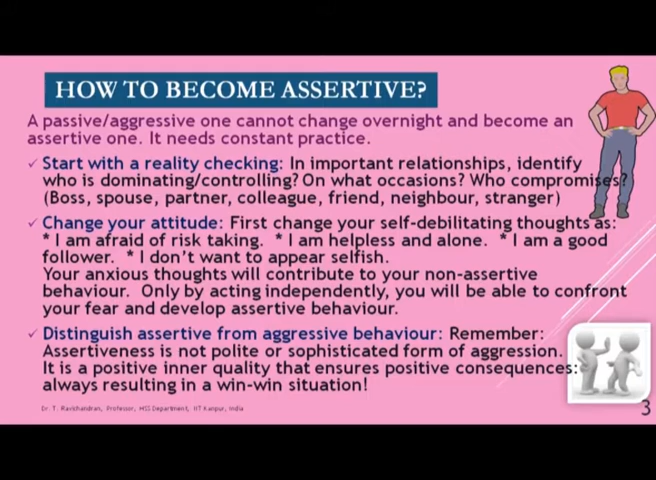 HOW TO BECOME ASSERTIVE?
A passive/aggressive one cannot change overnight and become an
assertive one. It needs constant practice.
✓ Start with a reality checking: In important relationships, identify
who is dominating/controlling? On what occasions? Who compromises?
(Boss, spouse, partner, colleague, friend, neighbour, stranger)
✓ Change your attitude: First change your self-debilitating thoughts as:
* I am afraid of risk taking. * I am helpless and alone. * I am a good
follower. * I don't want to appear selfish.
Your anxious thoughts will contribute to your non-assertive
behaviour. Only by acting independently, you will be able to confront
your fear and develop assertive behaviour.
✓ Distinguish assertive from aggressive behaviour: Remember:
Assertiveness is not polite or sophisticated form of aggression.
It is a positive inner quality that ensures positive consequences:
always resulting in a win-win situation!
Dr. T. Ravichandran, Professor, HSS Department, IIT Kanpur, India
3